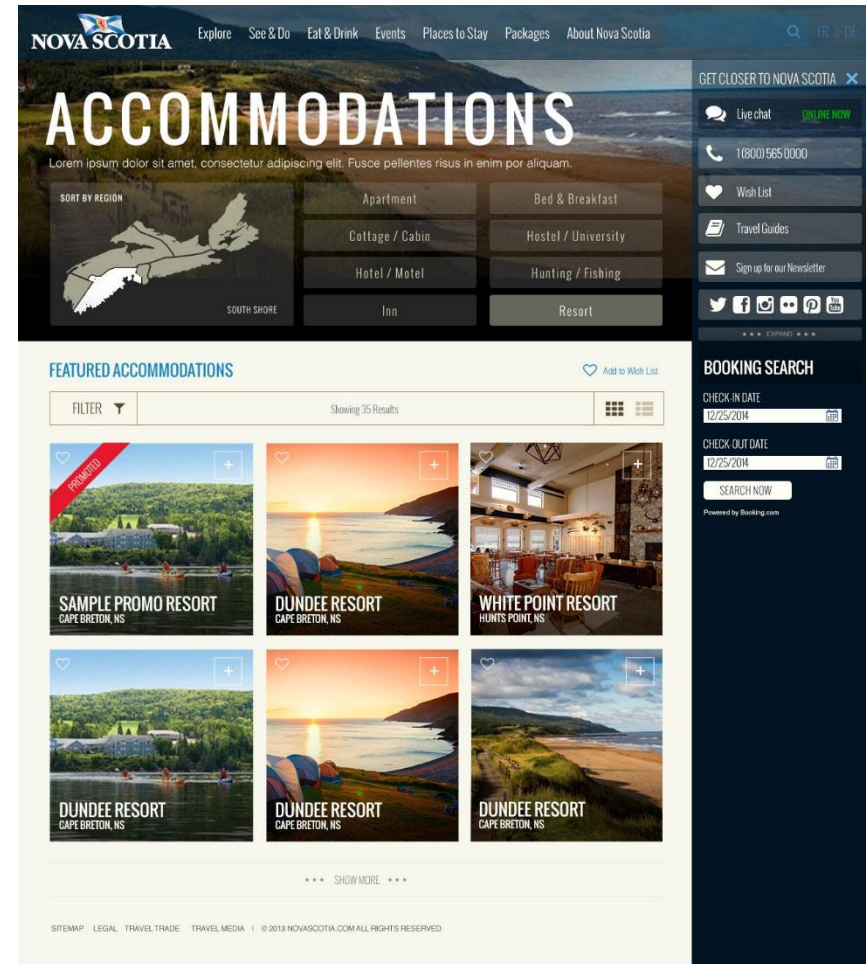 NOVA SCOTIA
Explore See & Do Eat & Drink Events Places to Stay Packages About Nova Scotia
FR | DE
ACCOMMODATIONS
Lorem ipsum dolor sit amet, consectetur adipiscing elit. Fusce pellentes risus in enim por aliquam.
SORT BY REGION
SOUTH SHORE
Apartment
Bed & Breakfast
Cottage / Cabin
Hostel / University
Hotel / Motel
Hunting / Fishing
Inn
Resort
GET CLOSER TO NOVA SCOTIA
Live chat ONLINE NOW
1 (800) 565 0000
Wish List
Travel Guides
Sign up for our Newsletter
You Tube
••• EXPAND •••
BOOKING SEARCH
CHECK-IN DATE
12/25/2014
CHECK-OUT DATE
12/25/2014
SEARCH NOW
Powered by Booking.com
FEATURED ACCOMMODATIONS
Add to Wish List
FILTER
Showing 35 Results
PROMOTED
SAMPLE PROMO RESORT
CAPE BRETON, NS
DUNDEE RESORT
CAPE BRETON, NS
WHITE POINT RESORT
HUNTS POINT, NS
DUNDEE RESORT
CAPE BRETON, NS
DUNDEE RESORT
CAPE BRETON, NS
DUNDEE RESORT
CAPE BRETON, NS
••• SHOW MORE •••
SITEMAP LEGAL TRAVEL TRADE TRAVEL MEDIA | © 2013 NOVASCOTIA.COM ALL RIGHTS RESERVED